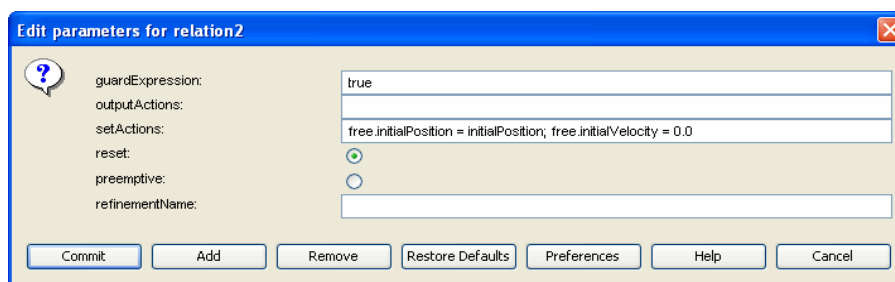 Edit parameters for relation2
guardExpression: true
outputActions:
setActions: free.initialPosition = initialPosition; free.initialVelocity = 0.0
reset:
preemptive:
refinementName:
Commit Add Remove Restore Defaults Preferences Help Cancel